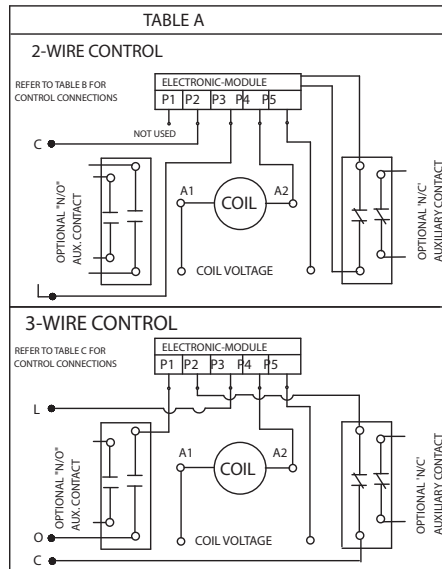 TABLE A
2-WIRE CONTROL
REFER TO TABLE B FOR
CONTROL CONNECTIONS
ELECTRONIC-MODULE
P1 P2 P3 P4 P5
NOT USED
C
OPTIONAL "N/O"
AUX. CONTACT
A1
COIL
A2
COIL VOLTAGE
OPTIONAL 'N/C'
AUXILIARY CONTACT
L
3-WIRE CONTROL
REFER TO TABLE C FOR
CONTROL CONNECTIONS
ELECTRONIC-MODULE
P1 P2 P3 P4 P5
L
OPTIONAL "N/O"
AUX. CONTACT
A1
COIL
A2
COIL VOLTAGE
OPTIONAL 'N/C'
AUXILIARY CONTACT
O
C